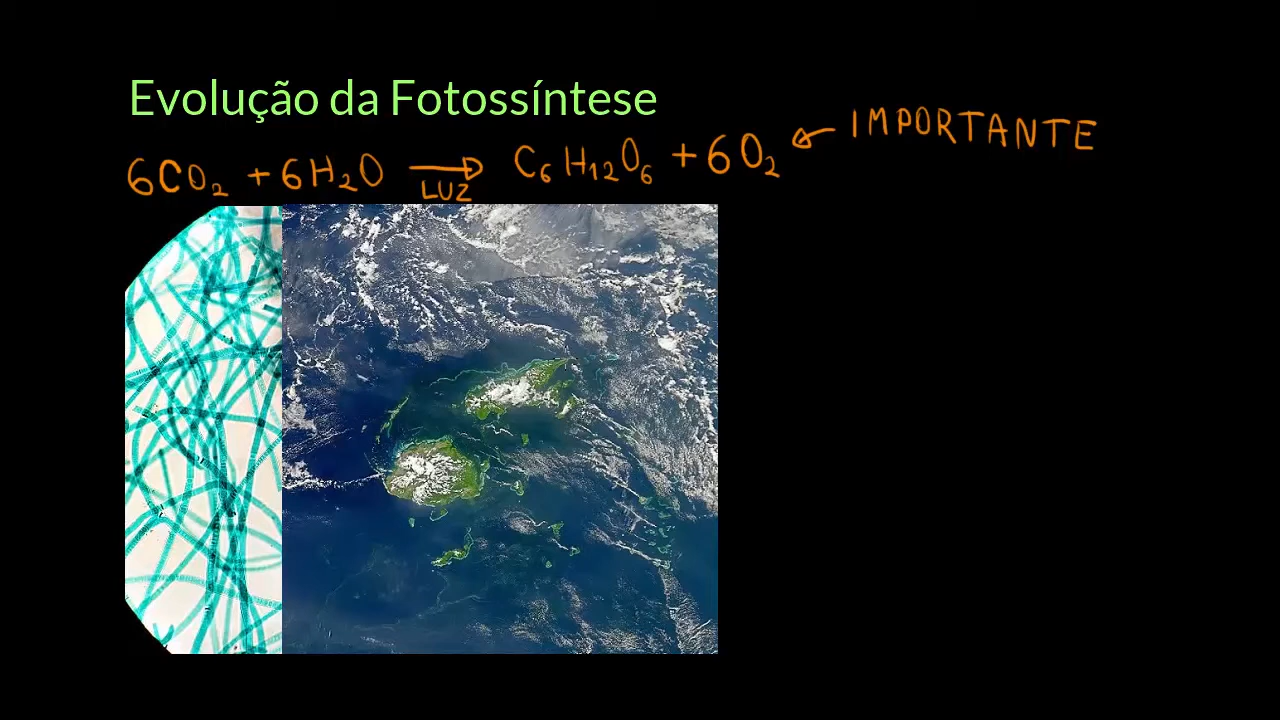 Evolução da Fotossíntese
IMPORTANTE
6CO₂ + 6H₂O → C₆H₁₂O₆ + 6O₂ ←
LUZ